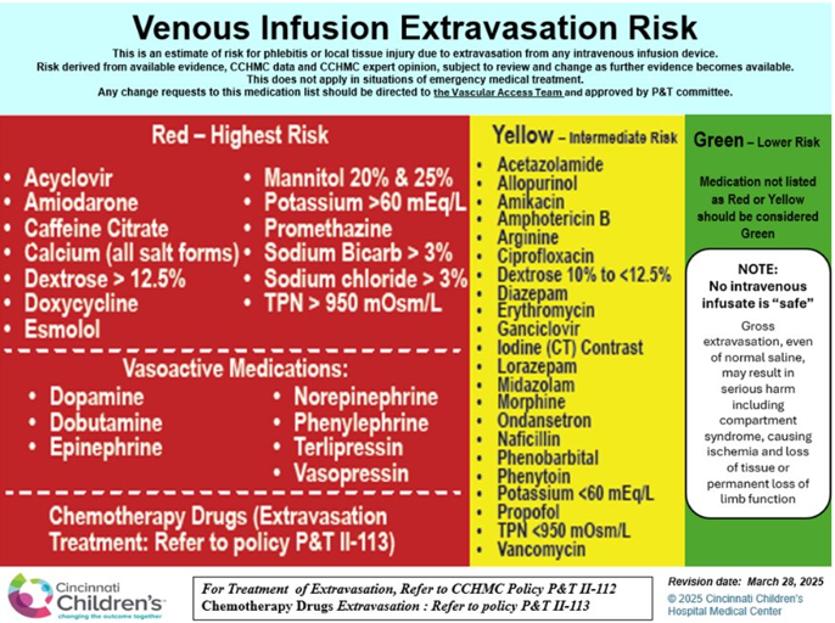 Venous Infusion Extravasation Risk
This is an estimate of risk for phlebitis or local tissue injury due to extravasation from any intravenous infusion device.
Risk derived from available evidence, CCHMC data and CCHMC expert opinion, subject to review and change as further evidence becomes available.
This does not apply in situations of emergency medical treatment.
Any change requests to this medication list should be directed to the Vascular Access Team and approved by P&T committee.
Red – Highest Risk
• Acyclovir
• Amiodarone
• Caffeine Citrate
• Calcium (all salt forms)
• Dextrose > 12.5%
• Doxycycline
• Esmolol
• Mannitol 20% & 25%
• Potassium >60 mEq/L
• Promethazine
• Sodium Bicarb > 3%
• Sodium chloride > 3%
• TPN > 950 mOsm/L
Vasoactive Medications:
• Dopamine
• Dobutamine
• Epinephrine
• Norepinephrine
• Phenylephrine
• Terlipressin
• Vasopressin
Chemotherapy Drugs (Extravasation
Treatment: Refer to policy P&T II-113)
Yellow – Intermediate Risk
• Acetazolamide
• Allopurinol
• Amikacin
• Amphotericin B
• Arginine
• Ciprofloxacin
• Dextrose 10% to <12.5%
• Diazepam
• Erythromycin
• Ganciclovir
• Iodine (CT) Contrast
• Lorazepam
• Midazolam
• Morphine
• Ondansetron
• Naficillin
• Phenobarbital
• Phenytoin
• Potassium <60 mEq/L
• Propofol
• TPN <950 mOsm/L
• Vancomycin
Green – Lower Risk
Medication not listed
as Red or Yellow
should be considered
Green
NOTE:
No intravenous
infusate is “safe”
Gross
extravasation, even
of normal saline,
may result in
serious harm
including
compartment
syndrome, causing
ischemia and loss
of tissue or
permanent loss of
limb function
Cincinnati
Children's
changing the outcome together
For Treatment of Extravasation, Refer to CCHMC Policy P&T II-112
Chemotherapy Drugs Extravasation : Refer to policy P&T II-113
Revision date: March 28, 2025
© 2025 Cincinnati Children's
Hospital Medical Center